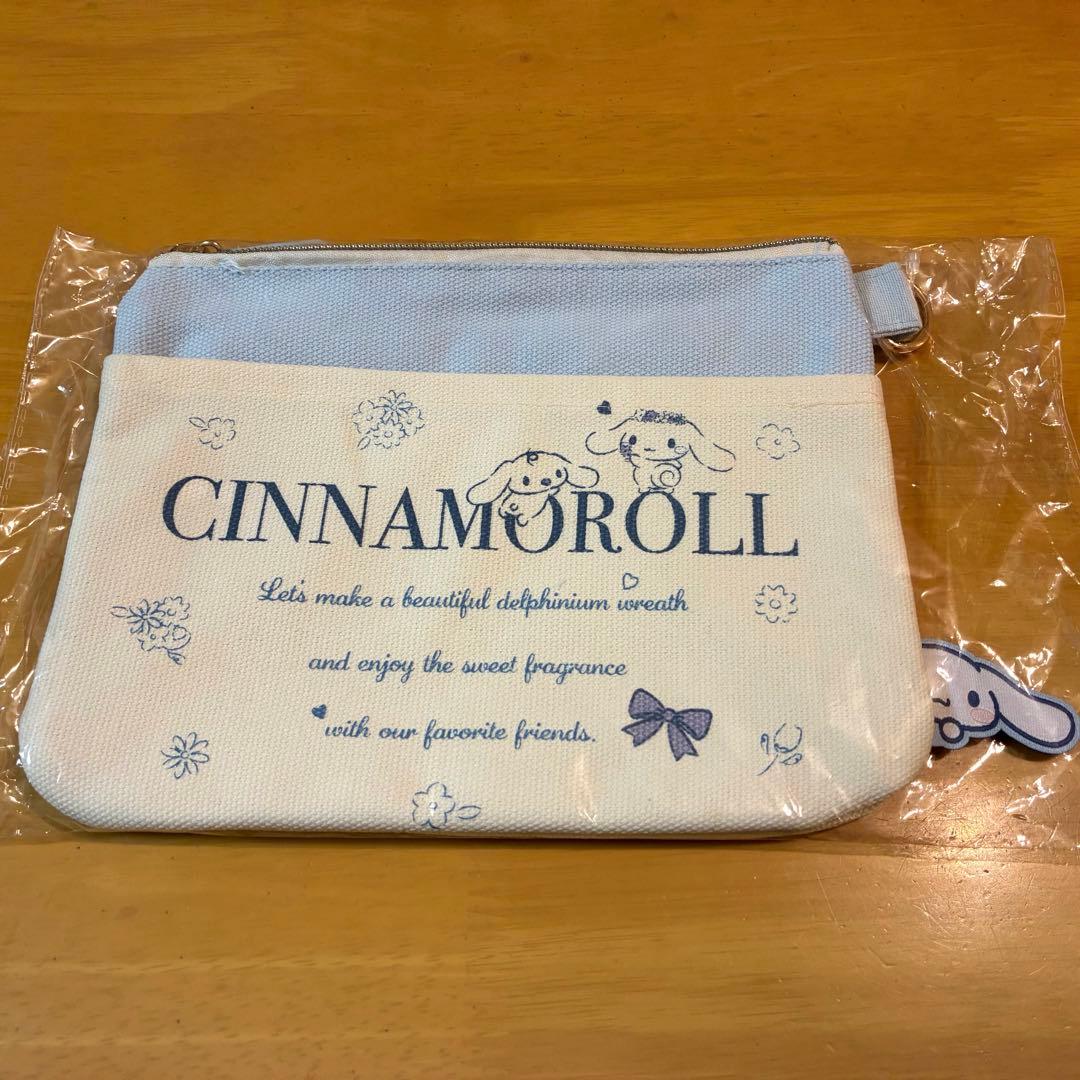 CINNAMOROLL
Let's make a beautiful delphinium wreath
and enjoy the sweet fragrance
with our favorite friends.